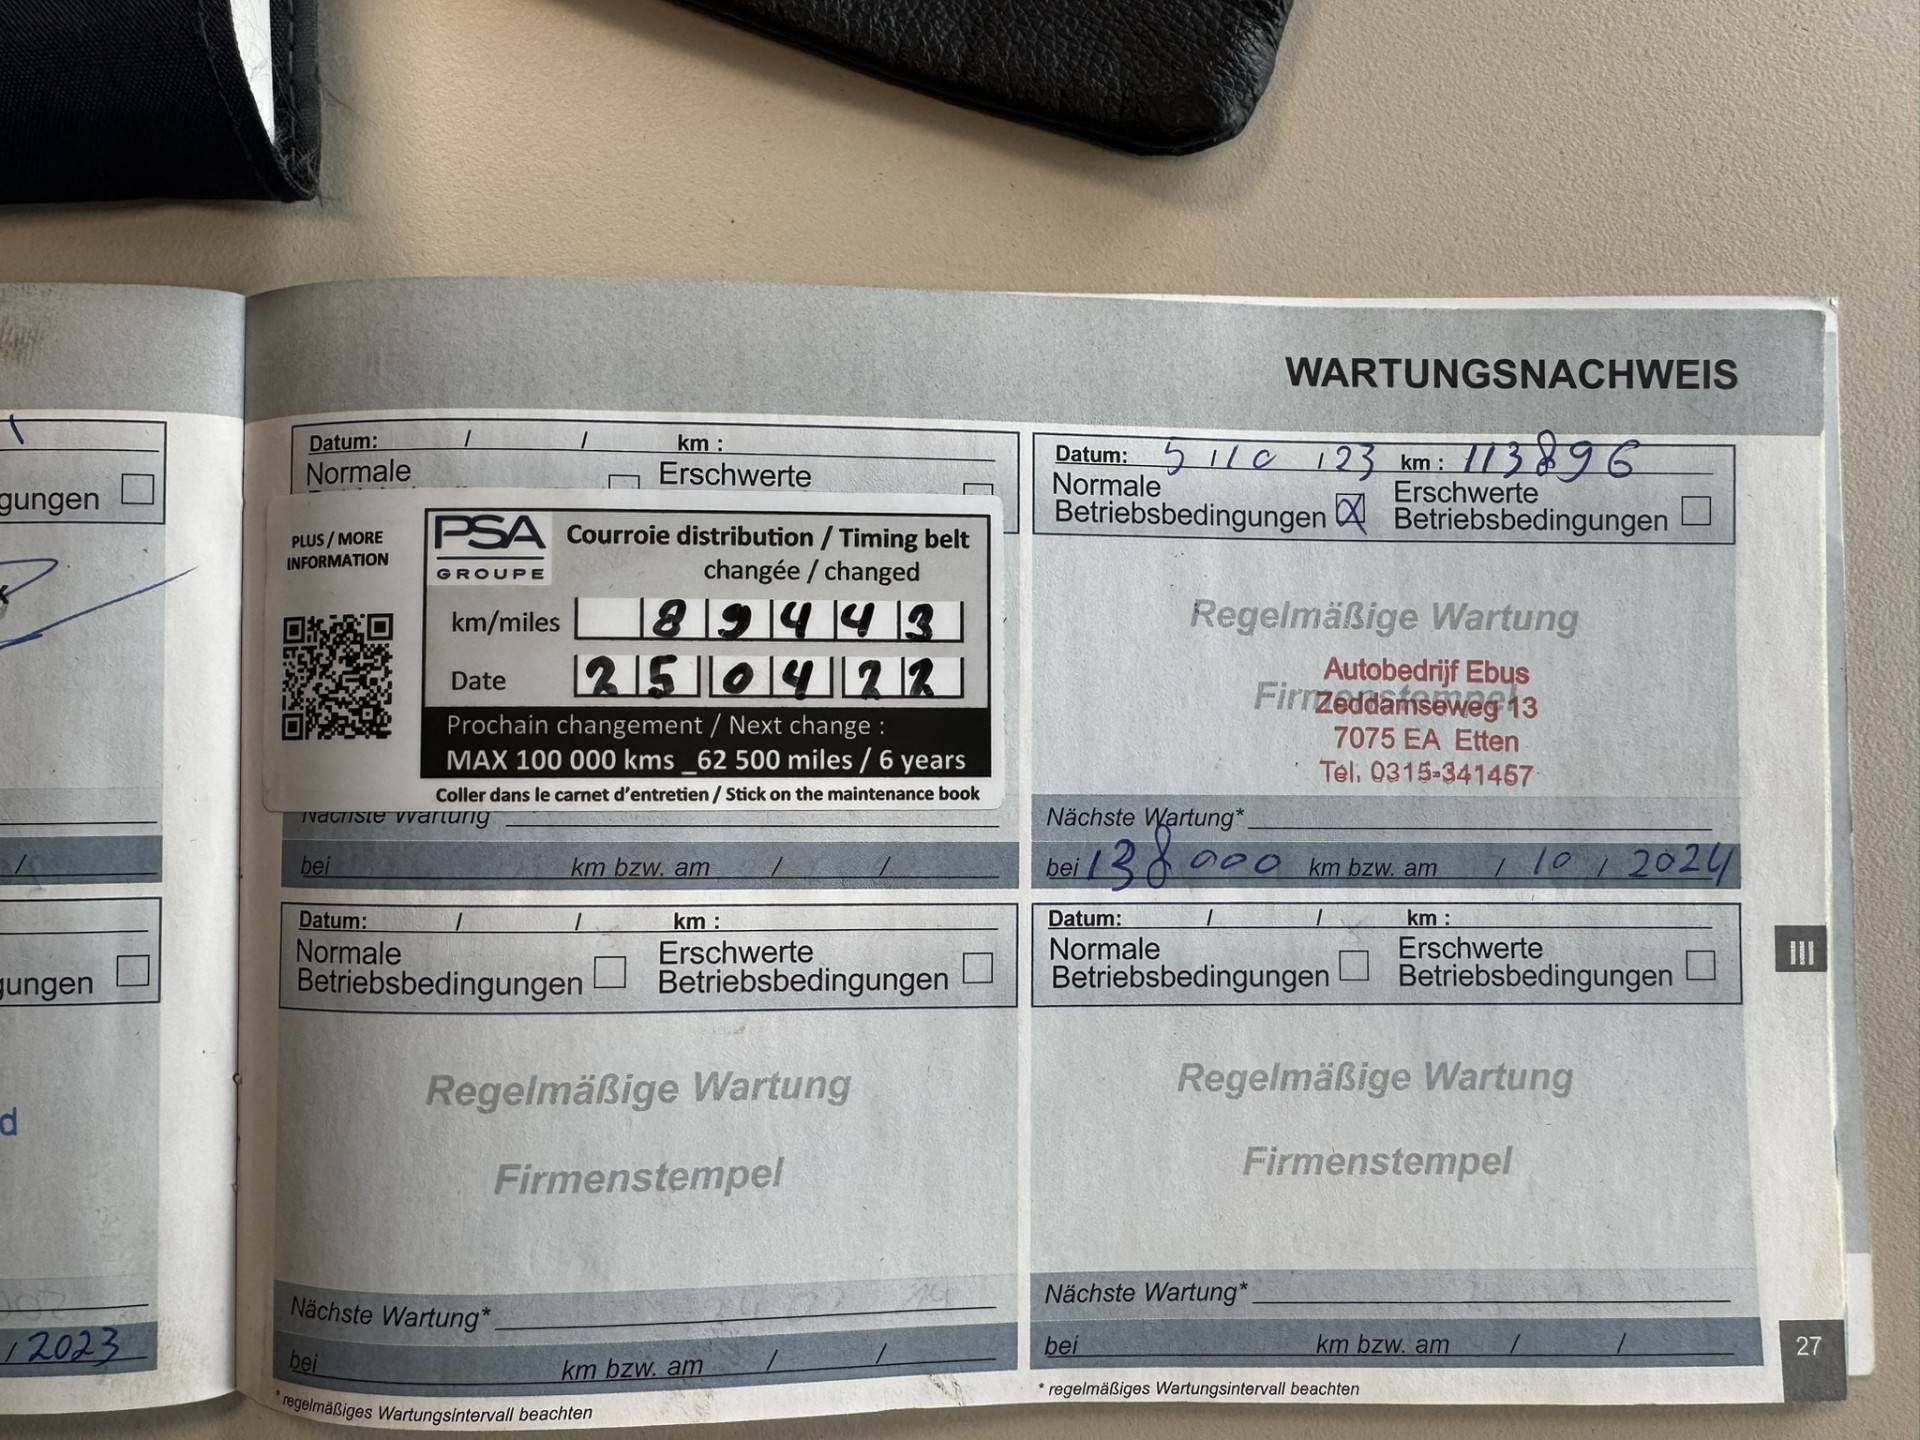 WARTUNGSNACHWEIS
gungen
gungen
d
/ 2023
Datum: / / km :
Normale
Erschwerte
PLUS / MORE
INFORMATION
PSA
GROUPE
Courroie distribution / Timing belt
changée / changed
km/miles 89443
Date 25 04 22
Prochain changement / Next change :
MAX 100 000 kms _62 500 miles / 6 years
Coller dans le carnet d'entretien / Stick on the maintenance book
Nächste Wartung
bei km bzw. am / /
Datum: 5 / 10 / 23 km : 113896
Normale
Betriebsbedingungen
Erschwerte
Betriebsbedingungen
Regelmäßige Wartung
Firmenstempel
Autobedrijf Ebus
Zeddamseweg 13
7075 EA Etten
Tel. 0315-341457
Nächste Wartung*
bei 138000 km bzw. am / 10 / 2024
Datum: / / km :
Normale
Betriebsbedingungen
Erschwerte
Betriebsbedingungen
Regelmäßige Wartung
Firmenstempel
Nächste Wartung*
bei km bzw. am / /
* regelmäßiges Wartungsintervall beachten
Datum: / / km :
Normale
Betriebsbedingungen
Erschwerte
Betriebsbedingungen
Regelmäßige Wartung
Firmenstempel
Nächste Wartung*
bei km bzw. am / /
* regelmäßiges Wartungsintervall beachten
III
27